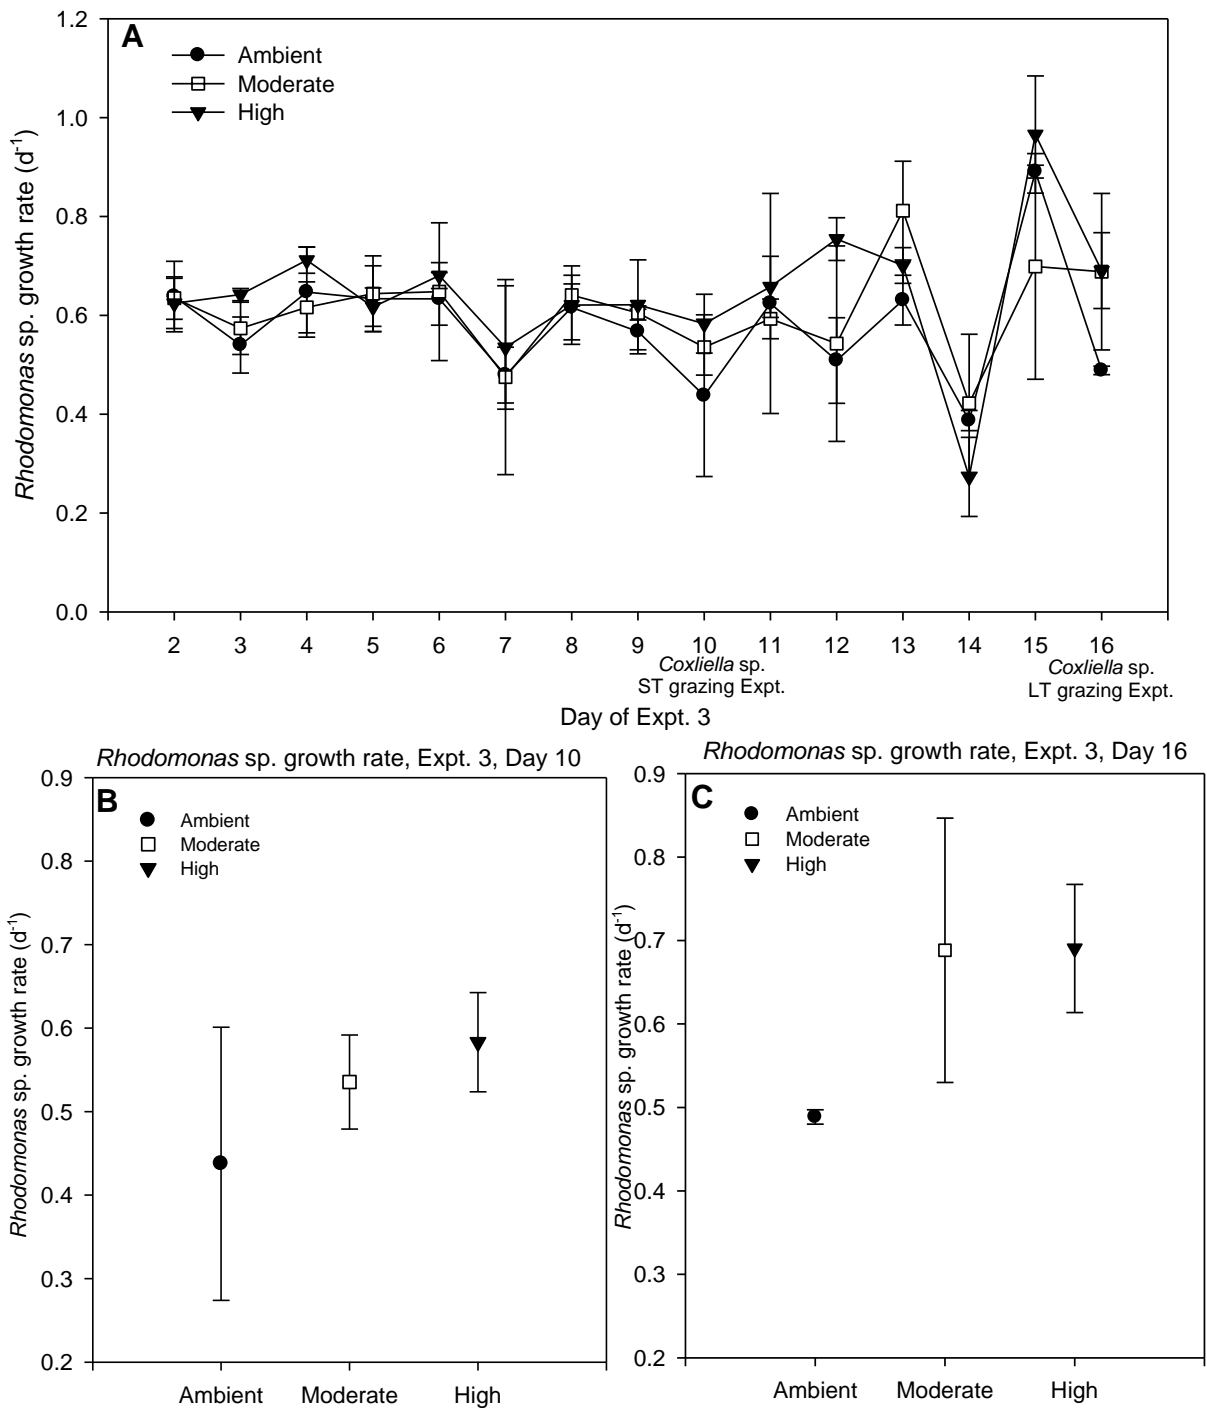 A
Ambient
Moderate
High
Rhodomonas sp. growth rate (d-1)
1.2
1.0
0.8
0.6
0.4
0.2
0.0
2 3 4 5 6 7 8 9 10 11 12 13 14 15 16
Coxliella sp.
ST grazing Expt.
Coxliella sp.
LT grazing Expt.
Day of Expt. 3
Rhodomonas sp. growth rate, Expt. 3, Day 10
B
Ambient
Moderate
High
Rhodomonas sp. growth rate (d-1)
0.9
0.8
0.7
0.6
0.5
0.4
0.3
0.2
Ambient Moderate High
Rhodomonas sp. growth rate, Expt. 3, Day 16
C
Ambient
Moderate
High
Rhodomonas sp. growth rate (d-1)
0.9
0.8
0.7
0.6
0.5
0.4
0.3
0.2
Ambient Moderate High